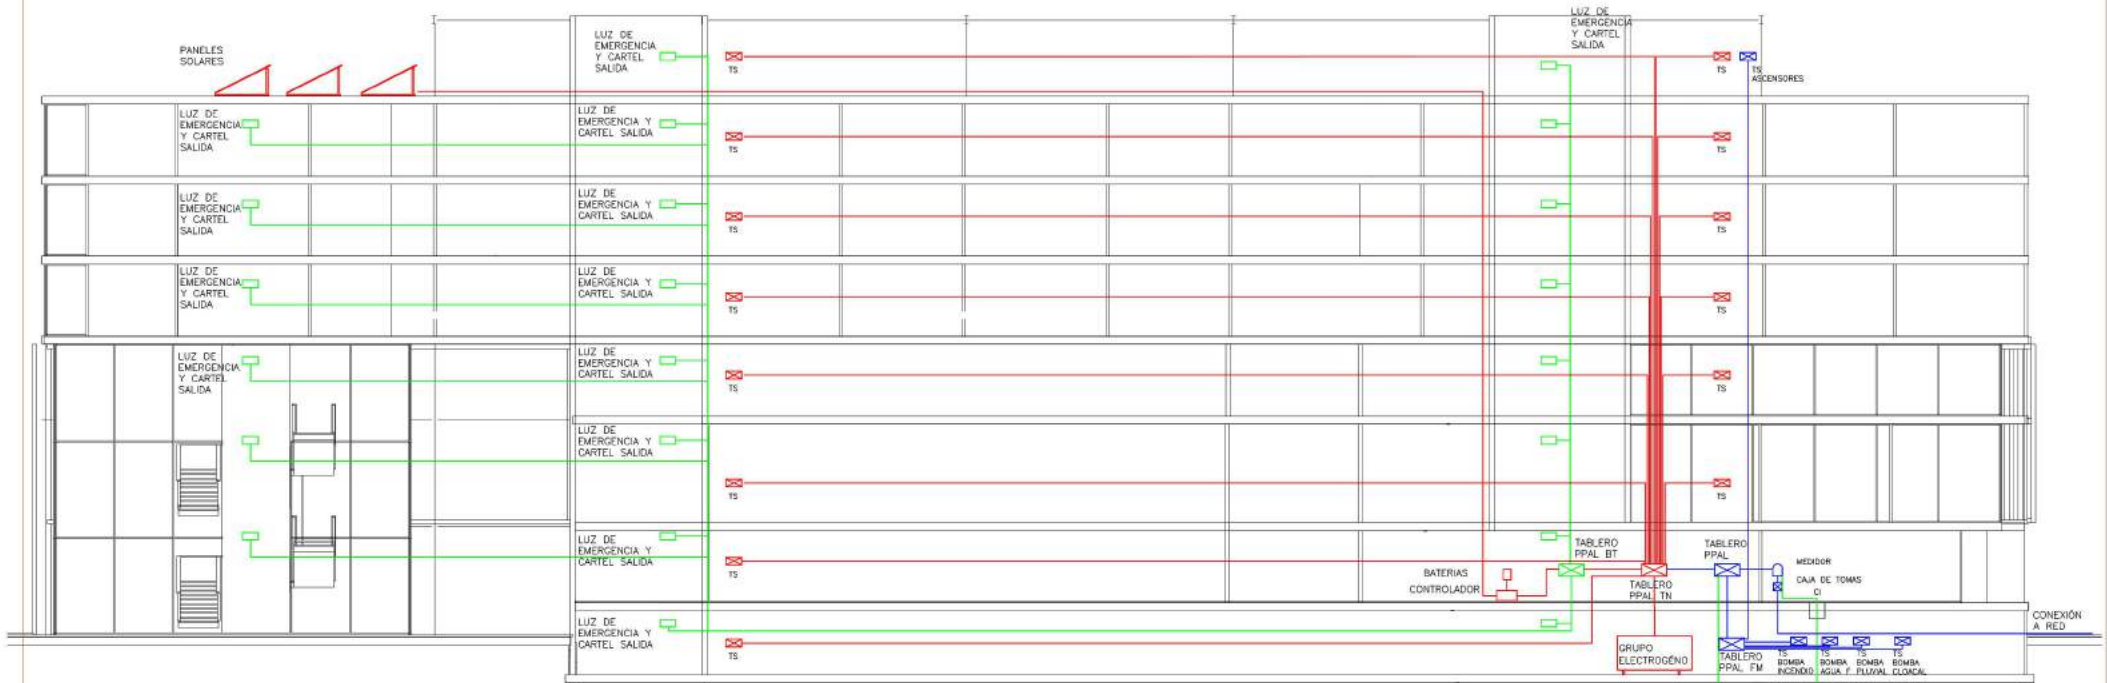 LUZ DE
EMERGENCIA
Y CARTEL
SALIDA
PANELES
SOLARES
LUZ DE
EMERGENCIA
Y CARTEL
SALIDA
TS
TS
TS
ASCENSORES
LUZ DE
EMERGENCIA
Y CARTEL
SALIDA
LUZ DE
EMERGENCIA Y
CARTEL SALIDA
TS
TS
LUZ DE
EMERGENCIA
Y CARTEL
SALIDA
LUZ DE
EMERGENCIA Y
CARTEL SALIDA
TS
TS
LUZ DE
EMERGENCIA
Y CARTEL
SALIDA
LUZ DE
EMERGENCIA Y
CARTEL SALIDA
TS
TS
LUZ DE
EMERGENCIA
Y CARTEL
SALIDA
LUZ DE
EMERGENCIA Y
CARTEL SALIDA
TS
TS
LUZ DE
EMERGENCIA Y
CARTEL SALIDA
TS
TS
LUZ DE
EMERGENCIA Y
CARTEL SALIDA
TS
TABLERO
PPAL BT
TABLERO
PPAL
MEDIDOR
CAJA DE TOMAS
CI
BATERIAS
CONTROLADOR
TABLERO
PPAL TN
LUZ DE
EMERGENCIA Y
CARTEL SALIDA
TS
CONEXIÓN
A RED
GRUPO
ELECTROGÉNO
TABLERO
PPAL FM
TS
BOMBA
INCENDIO
TS
BOMBA
AGUA F
TS
BOMBA
PLUVIAL
TS
BOMBA
CLOACAL